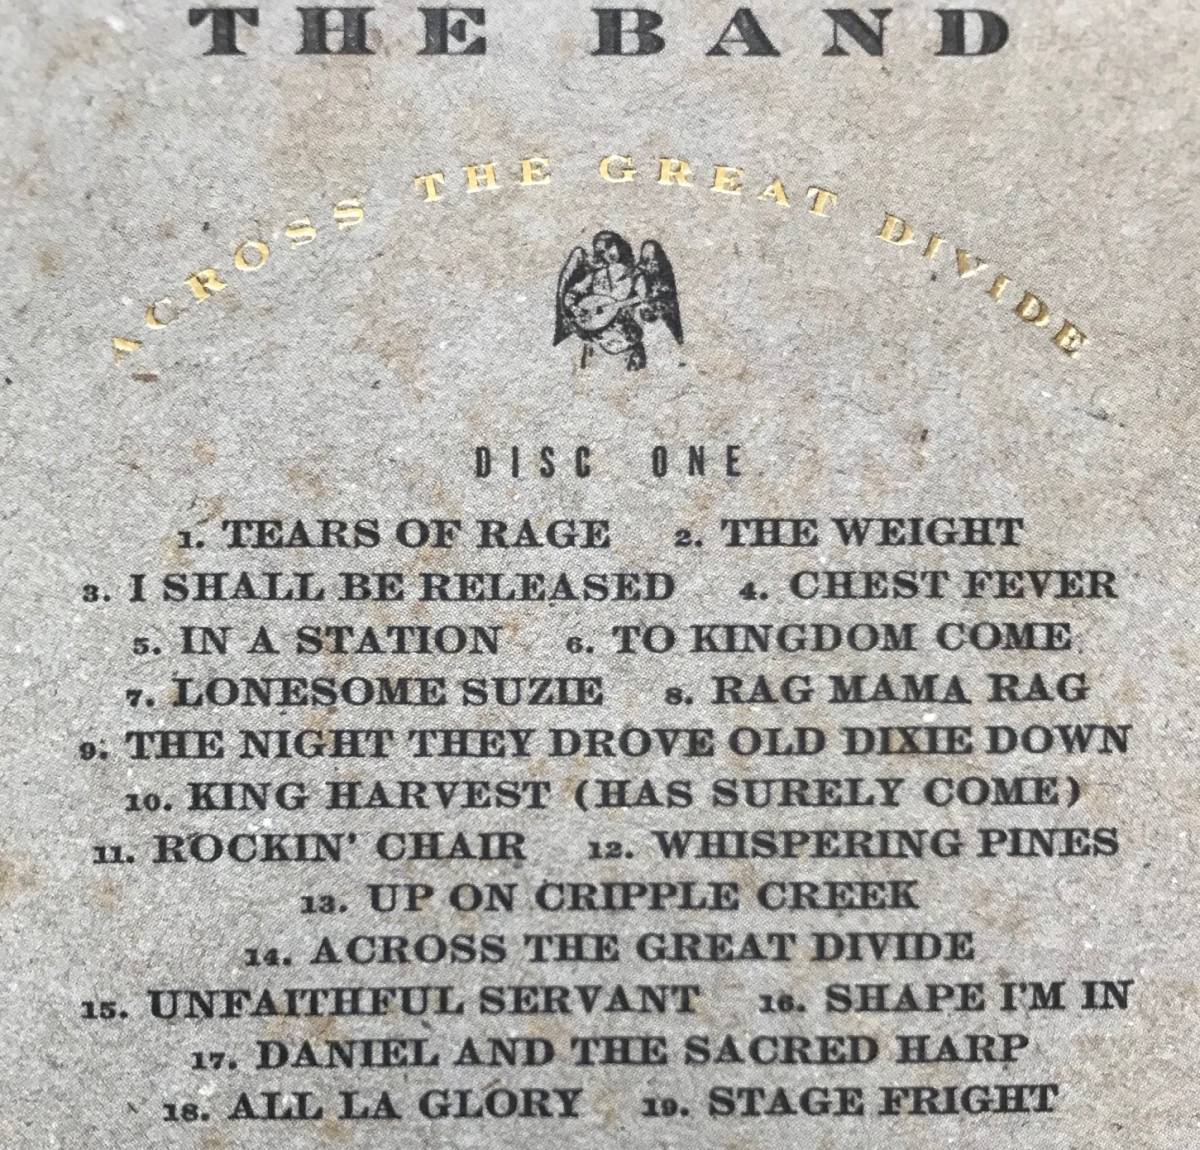 THE BAND
ACROSS THE GREAT DIVIDE
DISC ONE
1. TEARS OF RAGE 2. THE WEIGHT
3. I SHALL BE RELEASED 4. CHEST FEVER
5. IN A STATION 6. TO KINGDOM COME
7. LONESOME SUZIE 8. RAG MAMA RAG
9. THE NIGHT THEY DROVE OLD DIXIE DOWN
10. KING HARVEST (HAS SURELY COME)
11. ROCKIN' CHAIR 12. WHISPERING PINES
13. UP ON CRIPPLE CREEK
14. ACROSS THE GREAT DIVIDE
15. UNFAITHFUL SERVANT 16. SHAPE I'M IN
17. DANIEL AND THE SACRED HARP
18. ALL LA GLORY 19. STAGE FRIGHT